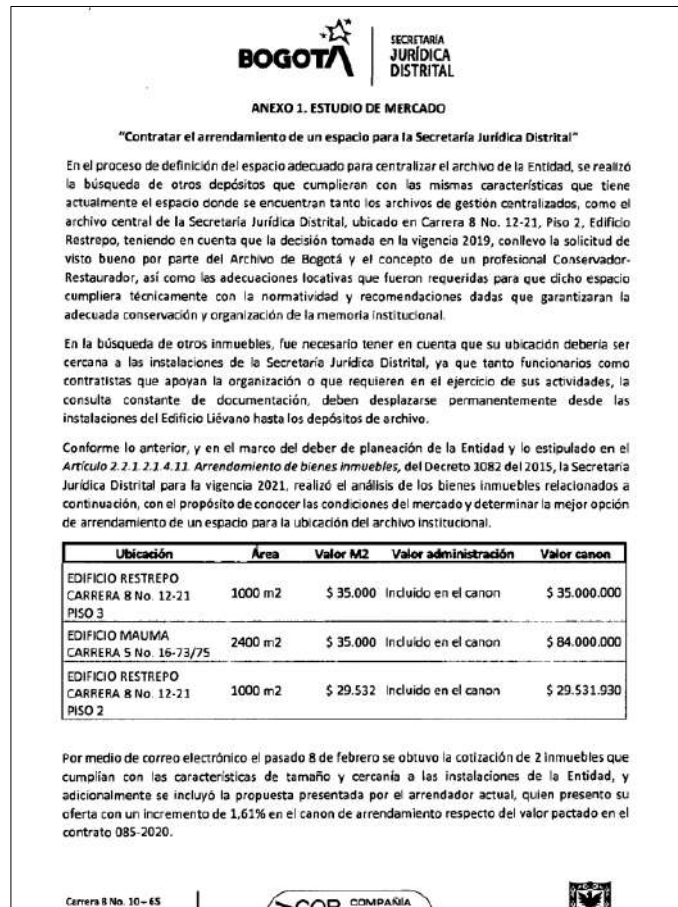 BOGOTÁ
SECRETARÍA
JURÍDICA
DISTRITAL
ANEXO 1. ESTUDIO DE MERCADO
"Contratar el arrendamiento de un espacio para la Secretaría Jurídica Distrital"
En el proceso de definición del espacio adecuado para centralizar el archivo de la Entidad, se realizó
la búsqueda de otros depósitos que cumplieran con las mismas características que tiene
actualmente el espacio donde se encuentran tanto los archivos de gestión centralizados, como el
archivo central de la Secretaría Jurídica Distrital, ubicado en Carrera 8 No. 12-21, Piso 2, Edificio
Restrepo, teniendo en cuenta que la decisión tomada en la vigencia 2019, conllevo la solicitud de
visto bueno por parte del Archivo de Bogotá y el concepto de un profesional Conservador-
Restaurador, así como las adecuaciones locativas que fueron requeridas para que dicho espacio
cumpliera técnicamente con la normatividad y recomendaciones dadas que garantizaran la
adecuada conservación y organización de la memoria institucional.
En la búsqueda de otros inmuebles, fue necesario tener en cuenta que su ubicación debería ser
cercana a las instalaciones de la Secretaría Jurídica Distrital, ya que tanto funcionarios como
contratistas que apoyan la organización o que requieren en el ejercicio de sus actividades, la
consulta constante de documentación, deben desplazarse permanentemente desde las
instalaciones del Edificio Liévano hasta los depósitos de archivo.
Conforme lo anterior, y en el marco del deber de planeación de la Entidad y lo estipulado en el
Artículo 2.2.1.2.1.4.11. Arrendamiento de bienes inmuebles, del Decreto 1082 del 2015, la Secretaría
Jurídica Distrital para la vigencia 2021, realizó el análisis de los bienes inmuebles relacionados a
continuación, con el propósito de conocer las condiciones del mercado y determinar la mejor opción
de arrendamiento de un espacio para la ubicación del archivo institucional.
Ubicación Área Valor M2 Valor administración Valor canon
EDIFICIO RESTREPO
CARRERA 8 No. 12-21 1000 m2 $ 35.000 Incluido en el canon $ 35.000.000
PISO 3
EDIFICIO MAUMA
CARRERA 5 No. 16-73/75 2400 m2 $ 35.000 Incluido en el canon $ 84.000.000
EDIFICIO RESTREPO
CARRERA 8 No. 12-21 1000 m2 $ 29.532 Incluido en el canon $ 29.531.930
PISO 2
Por medio de correo electrónico el pasado 8 de febrero se obtuvo la cotización de 2 inmuebles que
cumplían con las características de tamaño y cercanía a las instalaciones de la Entidad, y
adicionalmente se incluyó la propuesta presentada por el arrendador actual, quien presento su
oferta con un incremento de 1,61% en el canon de arrendamiento respecto del valor pactado en el
contrato 085-2020.
Carrera 8 No. 10 – 65
COMPAÑÍA